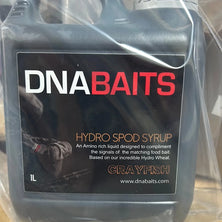 DNABAITS
HYDRO SPOD SYRUP
An Amino rich liquid designed to compliment
the signals of the matching food bait.
Based on our incredible Hydro Wheat.
1L
CRAYFISH
www.dnabaits.com